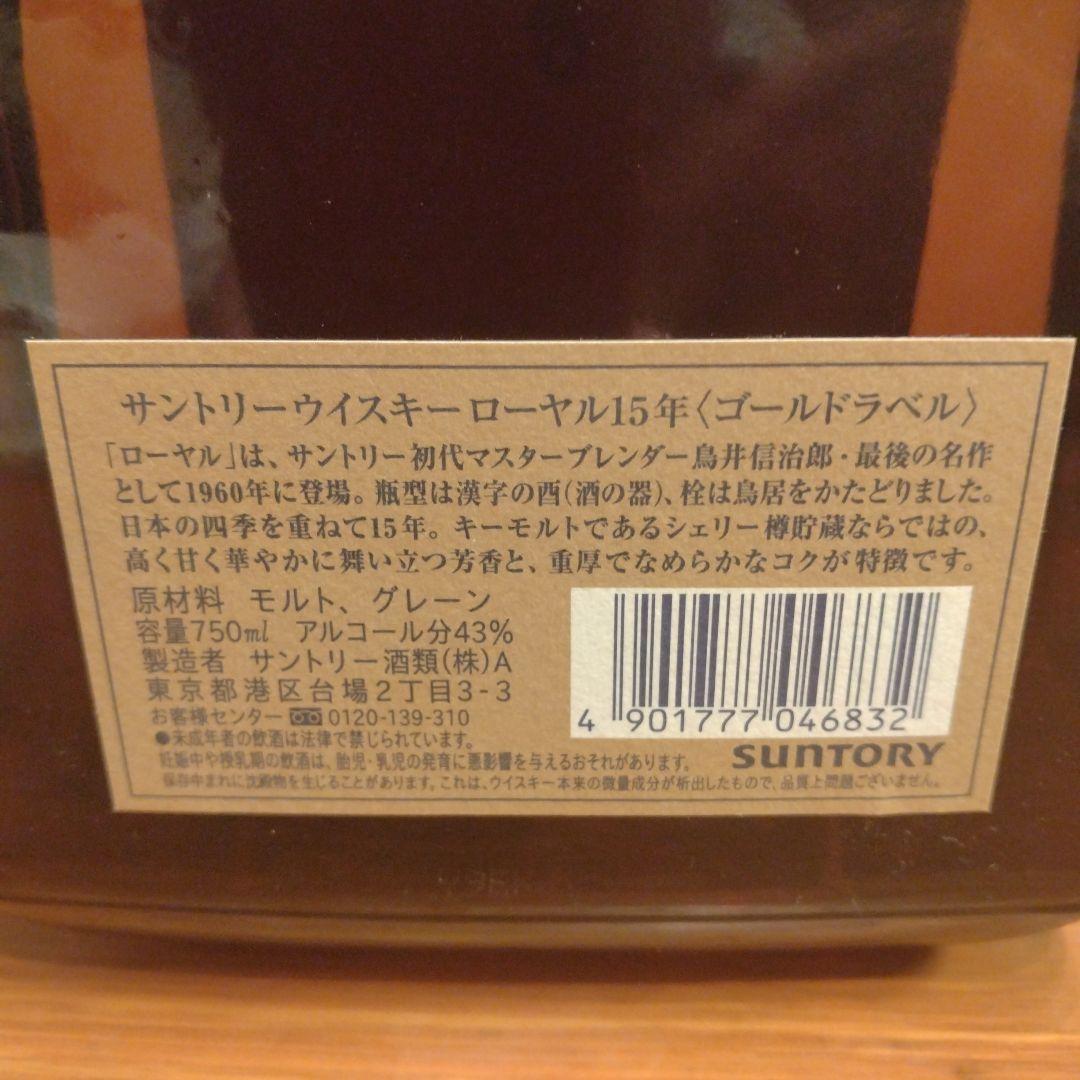 サントリーウイスキー ローヤル15年〈ゴールドラベル〉
「ローヤル」は、サントリー初代マスターブレンダー鳥井信治郎・最後の名作
として1960年に登場。瓶型は漢字の酉(酒の器)、栓は鳥居をかたどりました。
日本の四季を重ねて15年。キーモルトであるシェリー樽貯蔵ならではの、
高く甘く華やかに舞い立つ芳香と、重厚でなめらかなコクが特徴です。
原材料 モルト、グレーン
容量750㎖ アルコール分43%
製造者 サントリー酒類(株)A
東京都港区台場2丁目3-3
お客様センター 0120-139-310
●未成年者の飲酒は法律で禁じられています。
妊娠中や授乳期の飲酒は、胎児・乳児の発育に悪影響を与えるおそれがあります。
保存中まれに沈殿物を生じることがあります。これは、ウイスキー本来の微量成分が析出したもので、品質上問題ございません。
4 901777 046832
SUNTORY